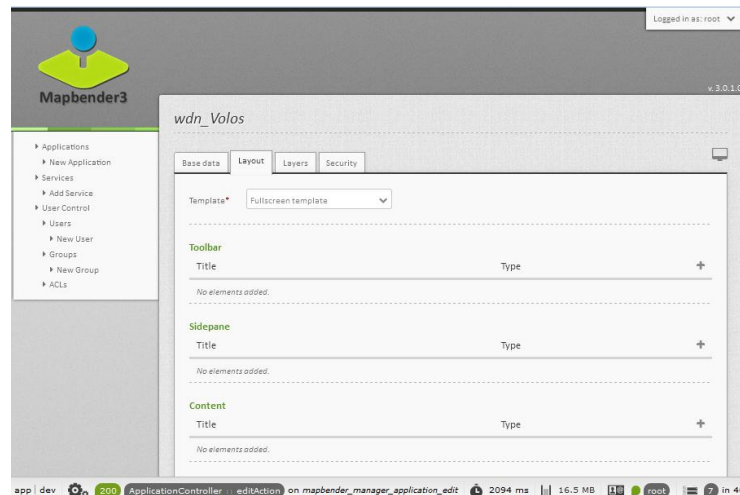 Logged in as: root
Mapbender3
v. 3.0.1.0
wdn_Volos
Applications
New Application
Services
Add Service
User Control
Users
New User
Groups
New Group
ACLs
Base data Layout Layers Security
Template* Fullscreen template
Toolbar
Title Type +
No elements added.
Sidepane
Title Type +
No elements added.
Content
Title Type +
No elements added.
app dev 200 ApplicationController :: editAction on mapbender_manager_application_edit 2094 ms 16.5 MB root 7 in 4